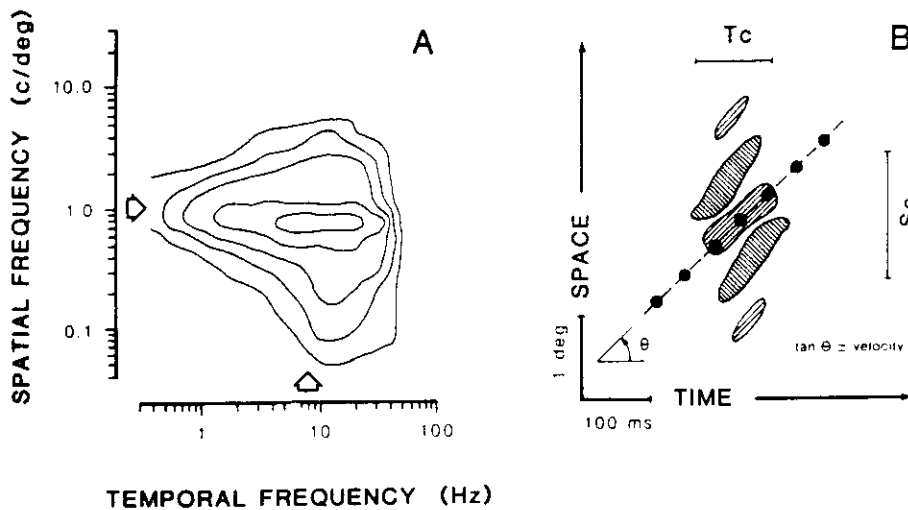 A
SPATIAL FREQUENCY (c/deg)
10.0
1.0
0.1
1
10
100
TEMPORAL FREQUENCY (Hz)
B
Tc
SPACE
1 deg
θ
tan θ = velocity
TIME
100 ms